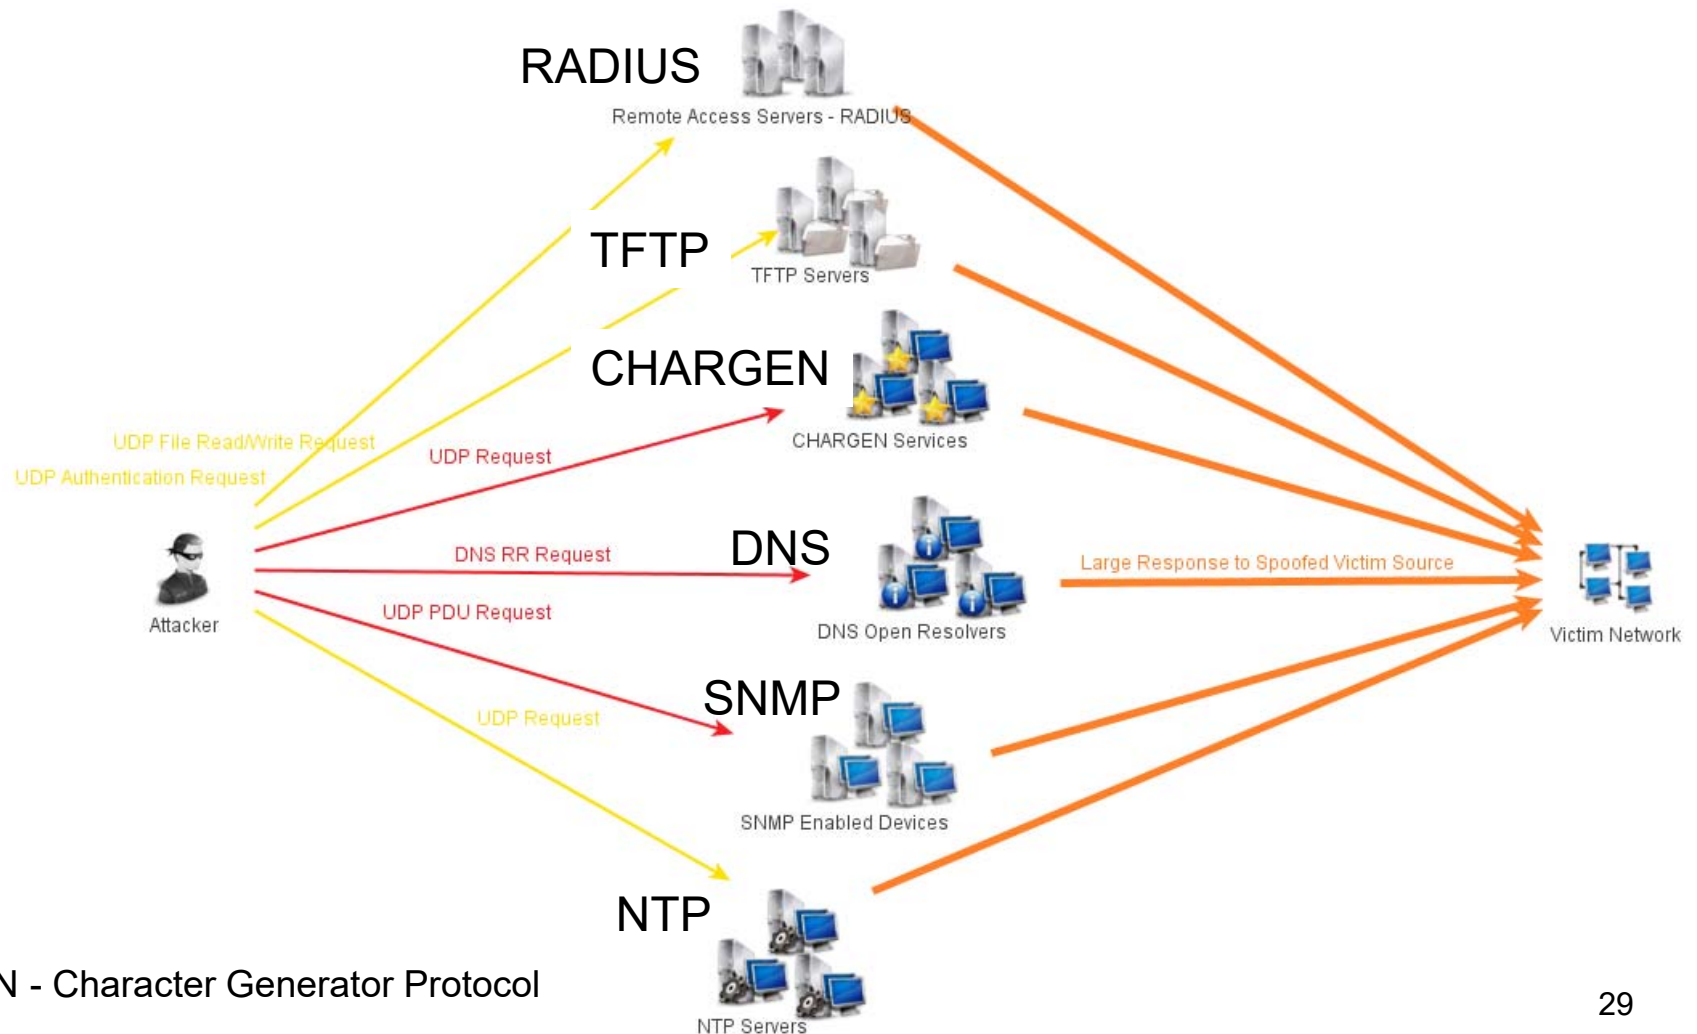 RADIUS
Remote Access Servers - RADIUS
TFTP
TFTP Servers
CHARGEN
CHARGEN Services
UDP File Read/Write Request
UDP Authentication Request
UDP Request
DNS RR Request
DNS
Large Response to Spoofed Victim Source
UDP PDU Request
Attacker
DNS Open Resolvers
Victim Network
SNMP
UDP Request
SNMP Enabled Devices
NTP
N - Character Generator Protocol
NTP Servers
29